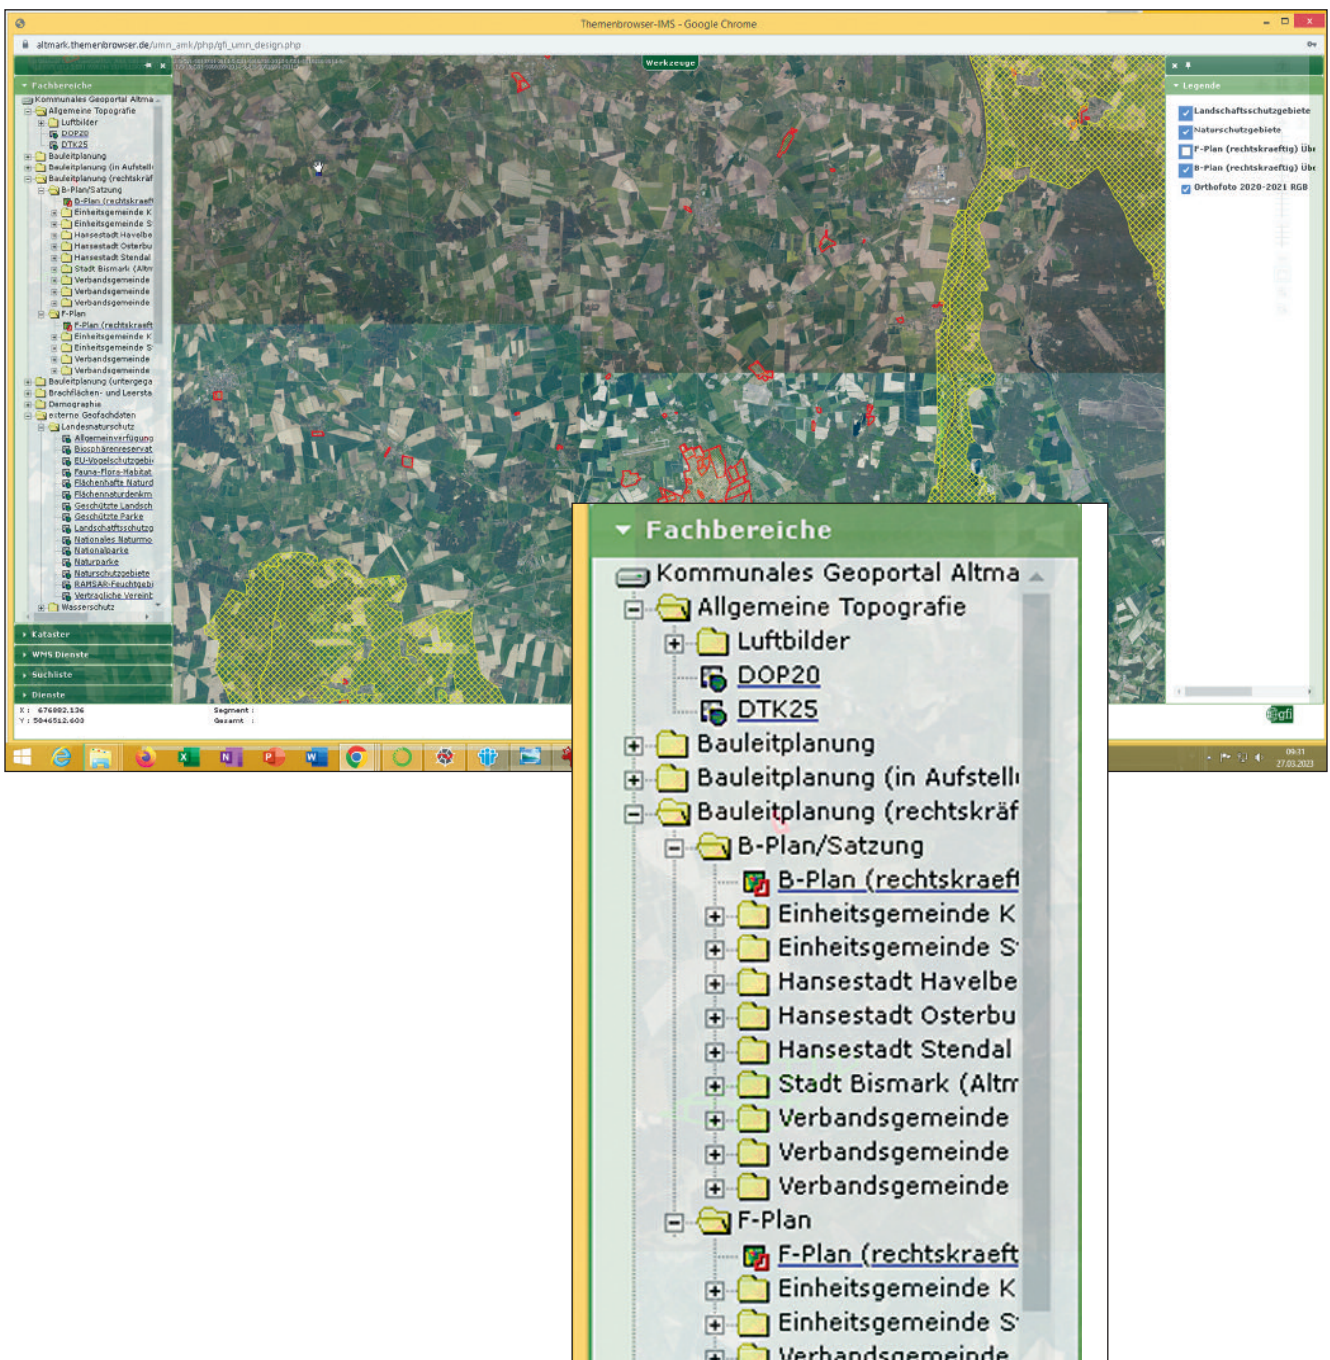 Themenbrowser-IMS - Google Chrome
altmark.themenbrowser.de/umn_amk/php/gfi_umn_design.php
Werkzeuge
Fachbereiche
Kommunales Geoportal Altma
Allgemeine Topografie
Luftbilder
DOP20
DTK25
Bauleitplanung
Bauleitplanung (in Aufstell
Bauleitplanung (rechtskräf
B-Plan/Satzung
B-Plan (rechtskraeft
Einheitsgemeinde K
Einheitsgemeinde S
Hansestadt Havelbe
Hansestadt Osterbu
Hansestadt Stendal
Stadt Bismark (Altm
Verbandsgemeinde
Verbandsgemeinde
Verbandsgemeinde
F-Plan
F-Plan (rechtskraeft
Einheitsgemeinde K
Einheitsgemeinde S
Verbandsgemeinde
Verbandsgemeinde
Bauleitplanung (untergega
Brachflächen- und Leersta
Demographie
externe Geofachdaten
Landesnaturschutz
Allgemeinverfügung
Biosphärenreservat
EU-Vogelschutzgebi
Fauna-Flora-Habitat
Flächenhafte Naturd
Flächennaturdenkm
Geschützte Landsch
Geschützte Parke
Landschaftsschutzg
Nationales Naturmo
Nationalparke
Naturparke
Naturschutzgebiete
RAMSAR-Feuchtgebi
Vertragliche Vereint
Wasserschutz
Kataster
WMS Dienste
Suchliste
Dienste
X: 676882.136
Y: 5846512.603
Segment :
Gesamt :
Legende
Landschaftsschutzgebiete
Naturschutzgebiete
F-Plan (rechtskraeftig) Übe
B-Plan (rechtskraeftig) Übe
Orthofoto 2020-2021 RGB
gfi
09:31
27.03.2023
Fachbereiche
Kommunales Geoportal Altma
Allgemeine Topografie
Luftbilder
DOP20
DTK25
Bauleitplanung
Bauleitplanung (in Aufstell
Bauleitplanung (rechtskräf
B-Plan/Satzung
B-Plan (rechtskraeft
Einheitsgemeinde K
Einheitsgemeinde S
Hansestadt Havelbe
Hansestadt Osterbu
Hansestadt Stendal
Stadt Bismark (Altm
Verbandsgemeinde
Verbandsgemeinde
Verbandsgemeinde
F-Plan
F-Plan (rechtskraeft
Einheitsgemeinde K
Einheitsgemeinde S
Verbandsgemeinde